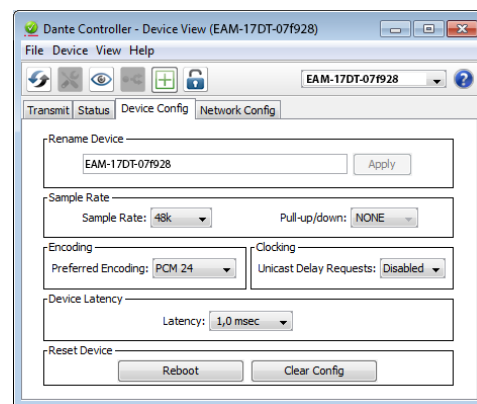 Dante Controller - Device View (EAM-17DT-07f928)
File Device View Help
EAM-17DT-07f928
Transmit Status Device Config Network Config
Rename Device
EAM-17DT-07f928 Apply
Sample Rate
Sample Rate: 48k Pull-up/down: NONE
Encoding Clocking
Preferred Encoding: PCM 24 Unicast Delay Requests: Disabled
Device Latency
Latency: 1,0 msec
Reset Device
Reboot Clear Config